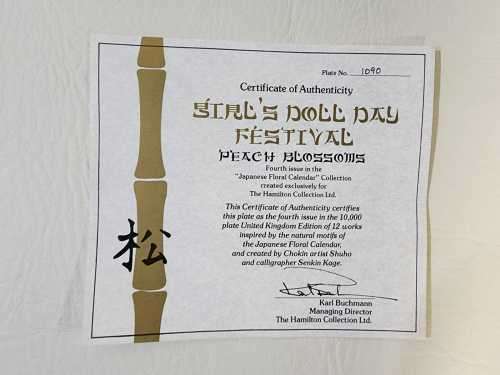 Plate No. 1090
Certificate of Authenticity
GIRL'S DOLL DAY
FESTIVAL
PEACH BLOSSOMS
Fourth issue in the
"Japanese Floral Calendar" Collection
created exclusively for
The Hamilton Collection Ltd.
This Certificate of Authenticity certifies
this plate as the fourth issue in the 10,000
plate United Kingdom Edition of 12 works
inspired by the natural motifs of
the Japanese Floral Calendar,
and created by Chokin artist Shuho
and calligrapher Senkin Kage.
Karl Buchmann
Managing Director
The Hamilton Collection Ltd.
松